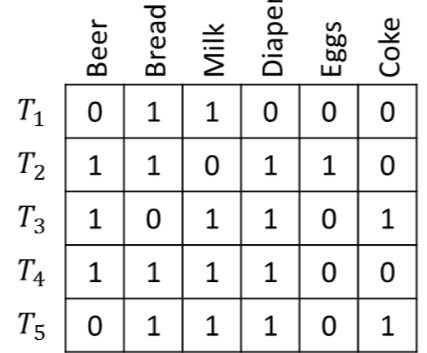 Beer Bread Milk Diaper Eggs Coke
T₁ 0 1 1 0 0 0
T₂ 1 1 0 1 1 0
T₃ 1 0 1 1 0 1
T₄ 1 1 1 1 0 0
T₅ 0 1 1 1 0 1